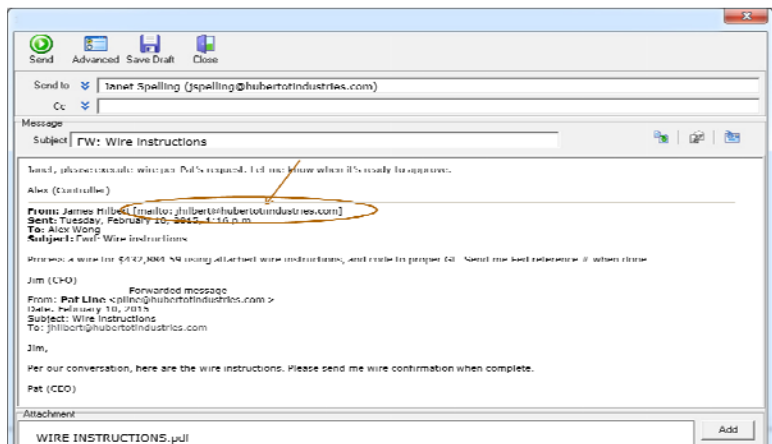 Send Advanced Save Draft Close
Send to Janet Spelling (jspelling@hubertotindustries.com)
Cc
Message
Subject FW: Wire instructions
Janet, please execute wire per Pat's request. Let me know when it's ready to approve.
Alex (Controller)
From: James Hilbert [mailto: jhilbert@hubertotiindustries.com]
Sent: Tuesday, February 10, 2015, 1:16 p.m.
To: Alex Wong
Subject: Fwd: Wire instructions
Process a wire for $432,884.59 using attached wire instructions, and code to proper GL. Send me Fed reference # when done
Jim (CFO)
Forwarded message
From: Pat Line <pline@hubertotindustries.com>
Date: February 10, 2015
Subject: Wire instructions
To: jhilbert@hubertotindustries.com
Jim,
Per our conversation, here are the wire instructions. Please send me wire confirmation when complete.
Pat (CEO)
Attachment
WIRE INSTRUCTIONS.pdf
Add